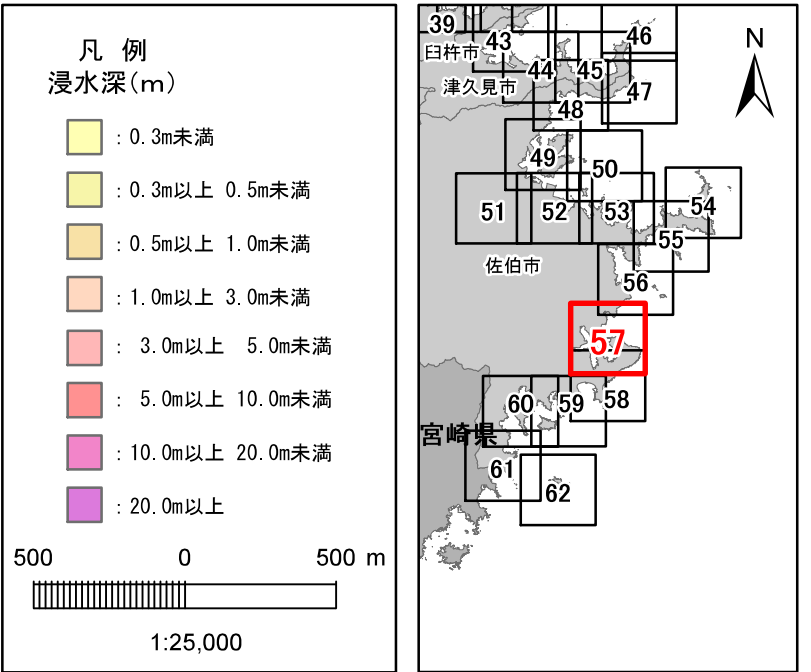 凡 例
浸水深(m)
: 0.3m未満
: 0.3m以上 0.5m未満
: 0.5m以上 1.0m未満
: 1.0m以上 3.0m未満
: 3.0m以上 5.0m未満
: 5.0m以上 10.0m未満
: 10.0m以上 20.0m未満
: 20.0m以上
500 0 500 m
1:25,000
39
43
46
N
臼杵市
44
45
津久見市
47
48
49
50
51
52
53
54
55
佐伯市
56
57
60
59
58
宮崎県
61
62